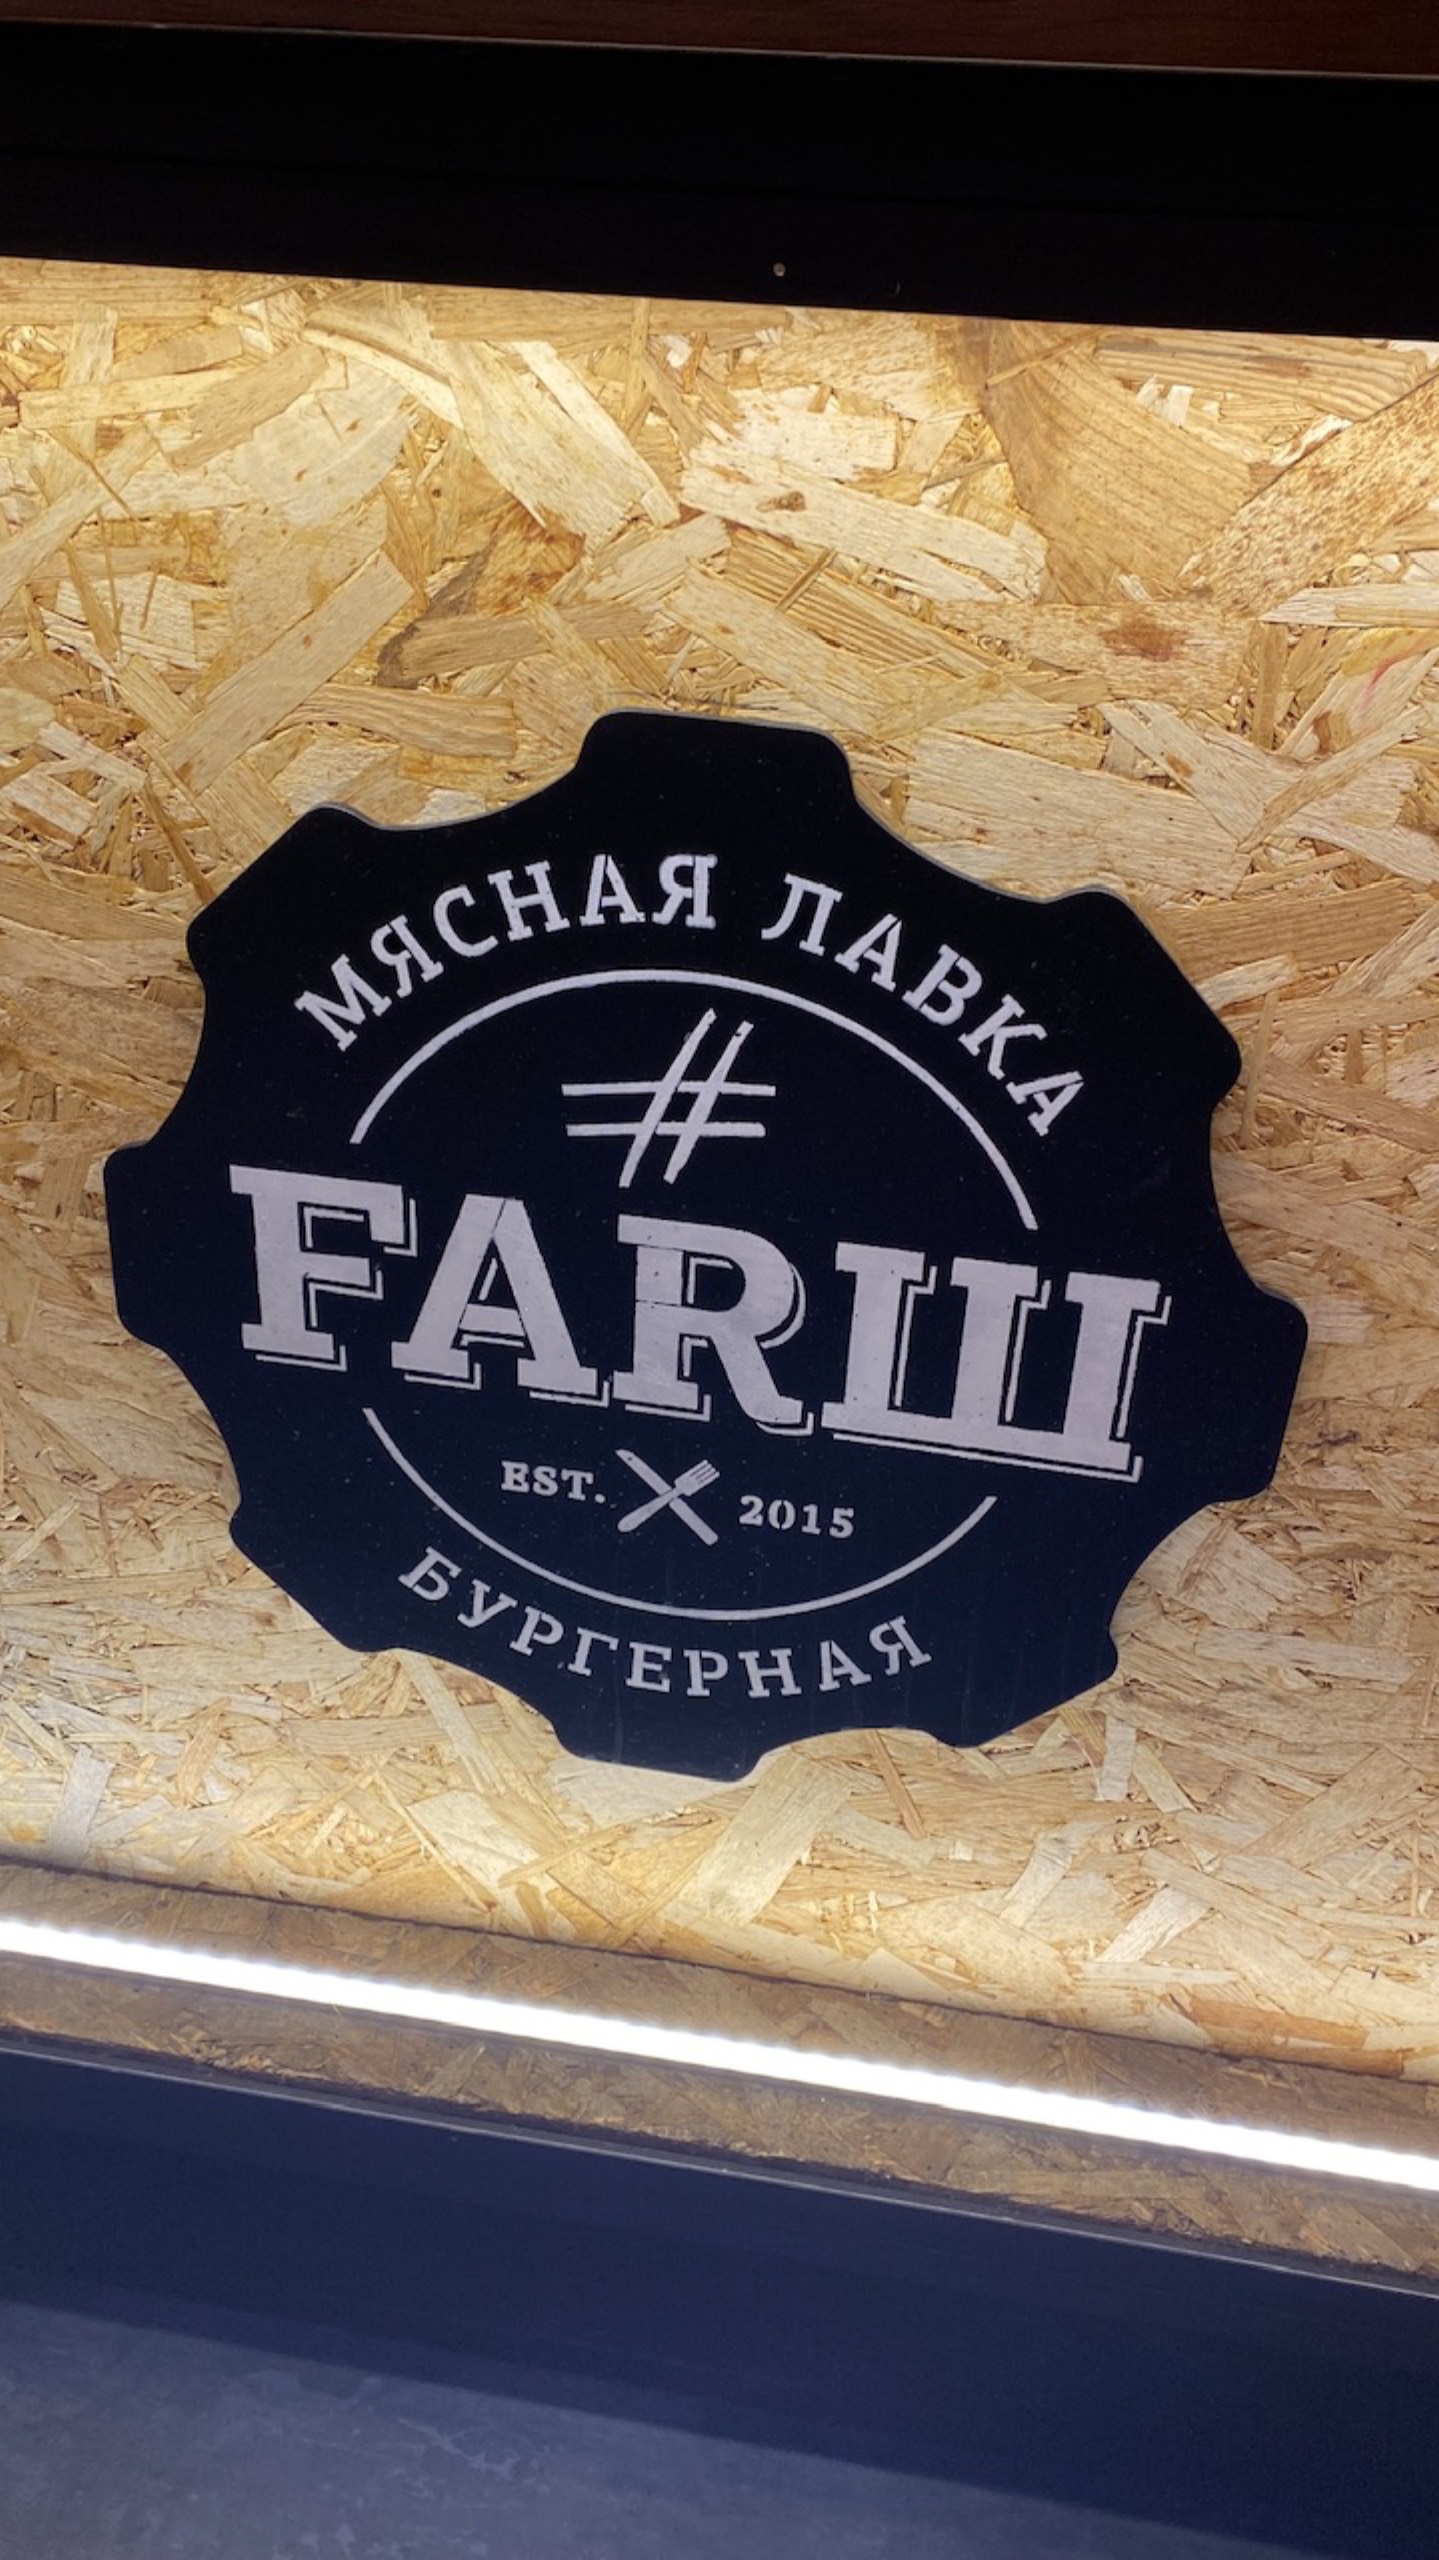 МЯСНАЯ ЛАВКА
#
FARШ
EST. 2015
БУРГЕРНАЯ